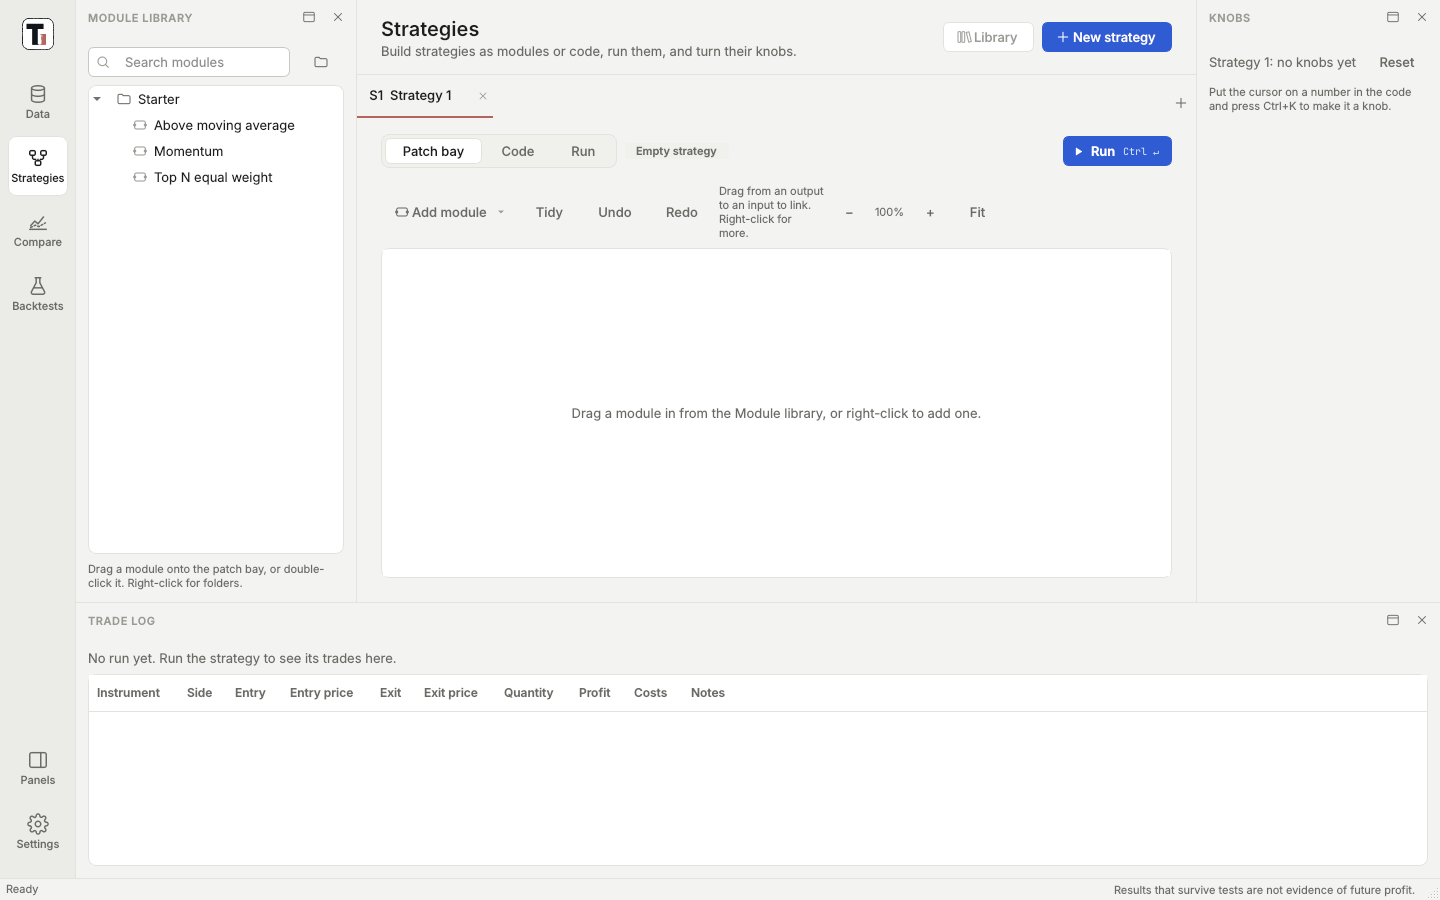 MODULE LIBRARY
Search modules
Starter
Above moving average
Momentum
Top N equal weight
Drag a module onto the patch bay, or double-
click it. Right-click for folders.
Ti
Data
Strategies
Compare
Backtests
Panels
Settings
Strategies
Build strategies as modules or code, run them, and turn their knobs.
Library
New strategy
S1 Strategy 1
Patch bay
Code
Run
Empty strategy
Run Ctrl ↵
Add module
Tidy
Undo
Redo
Drag from an output
to an input to link.
Right-click for
more.
− 100% +
Fit
Drag a module in from the Module library, or right-click to add one.
KNOBS
Strategy 1: no knobs yet
Reset
Put the cursor on a number in the code
and press Ctrl+K to make it a knob.
TRADE LOG
No run yet. Run the strategy to see its trades here.
Instrument Side Entry Entry price Exit Exit price Quantity Profit Costs Notes
Ready
Results that survive tests are not evidence of future profit.